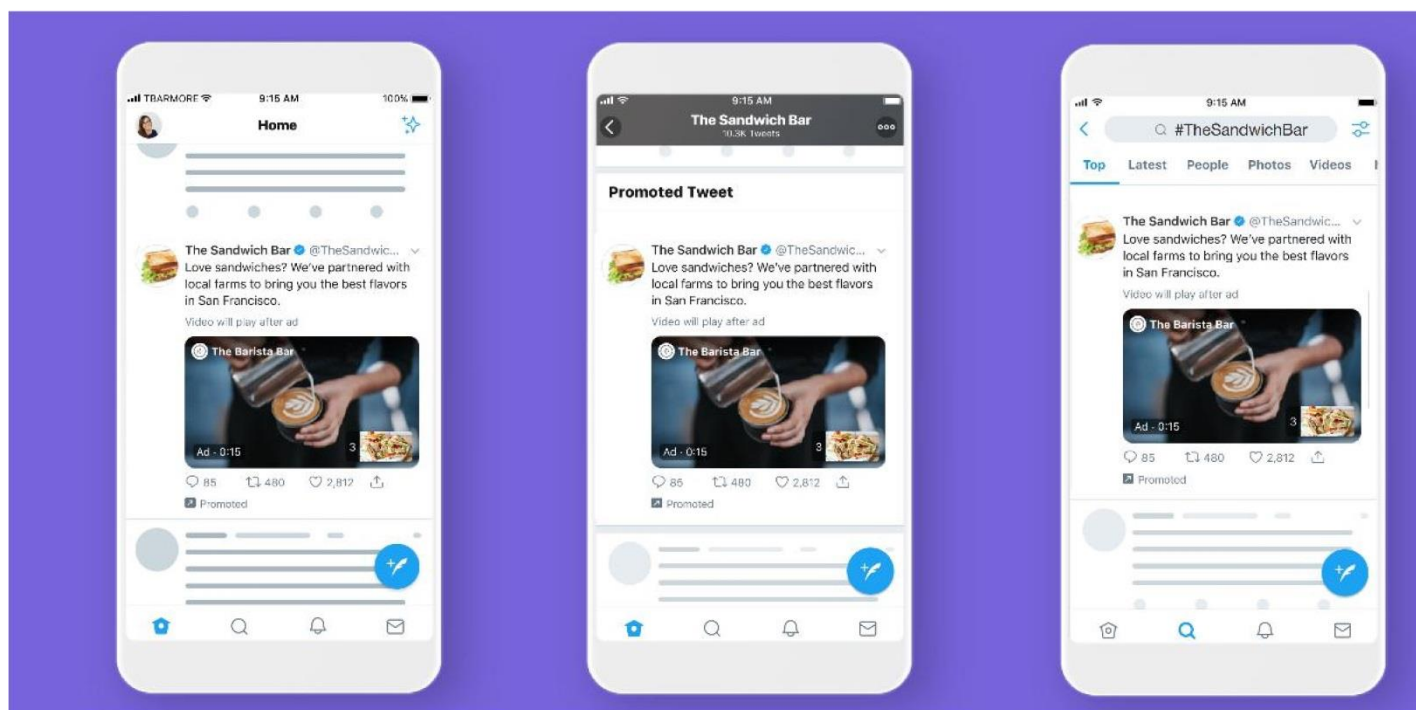 TBARMORE 9:15 AM 100%
Home
The Sandwich Bar @TheSandwic...
Love sandwiches? We've partnered with
local farms to bring you the best flavors
in San Francisco.
Video will play after ad
The Barista Bar
Ad - 0:15 3
85 480 2,812
Promoted
9:15 AM
The Sandwich Bar
10.3K Tweets
Promoted Tweet
The Sandwich Bar @TheSandwic...
Love sandwiches? We've partnered with
local farms to bring you the best flavors
in San Francisco.
Video will play after ad
The Barista Bar
Ad - 0:15 3
85 480 2,812
Promoted
9:15 AM
#TheSandwichBar
Top Latest People Photos Videos
The Sandwich Bar @TheSandwic...
Love sandwiches? We've partnered with
local farms to bring you the best flavors
in San Francisco.
Video will play after ad
The Barista Bar
Ad - 0:15 3
85 480 2,812
Promoted